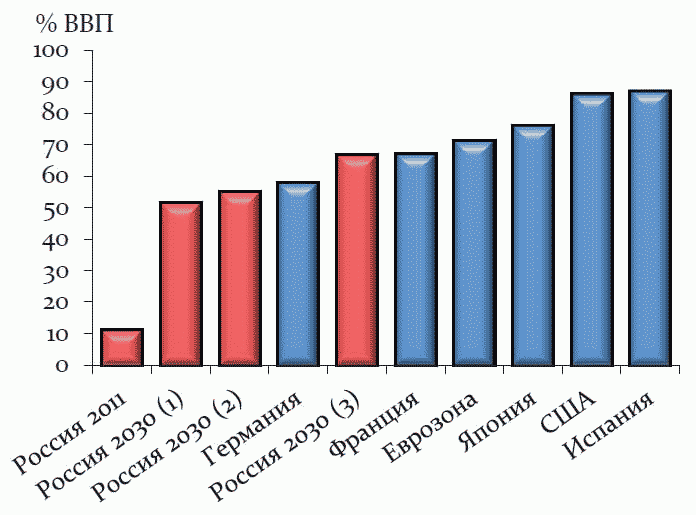 % ВВП
100
90
80
70
60
50
40
30
20
10
0
Россия 2011
Россия 2030 (1)
Россия 2030 (2)
Германия
Россия 2030 (3)
Франция
Еврозона
Япония
США
Испания